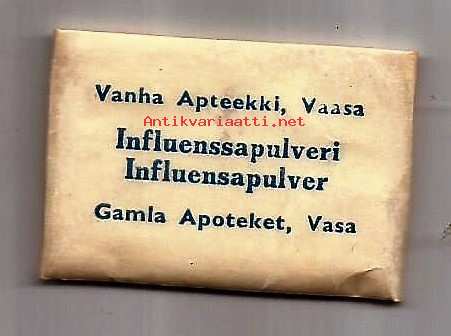 Vanha Apteekki, Vaasa
Antikvariaatti.net
Influenssapulveri
Influensapulver
Gamla Apoteket, Vasa